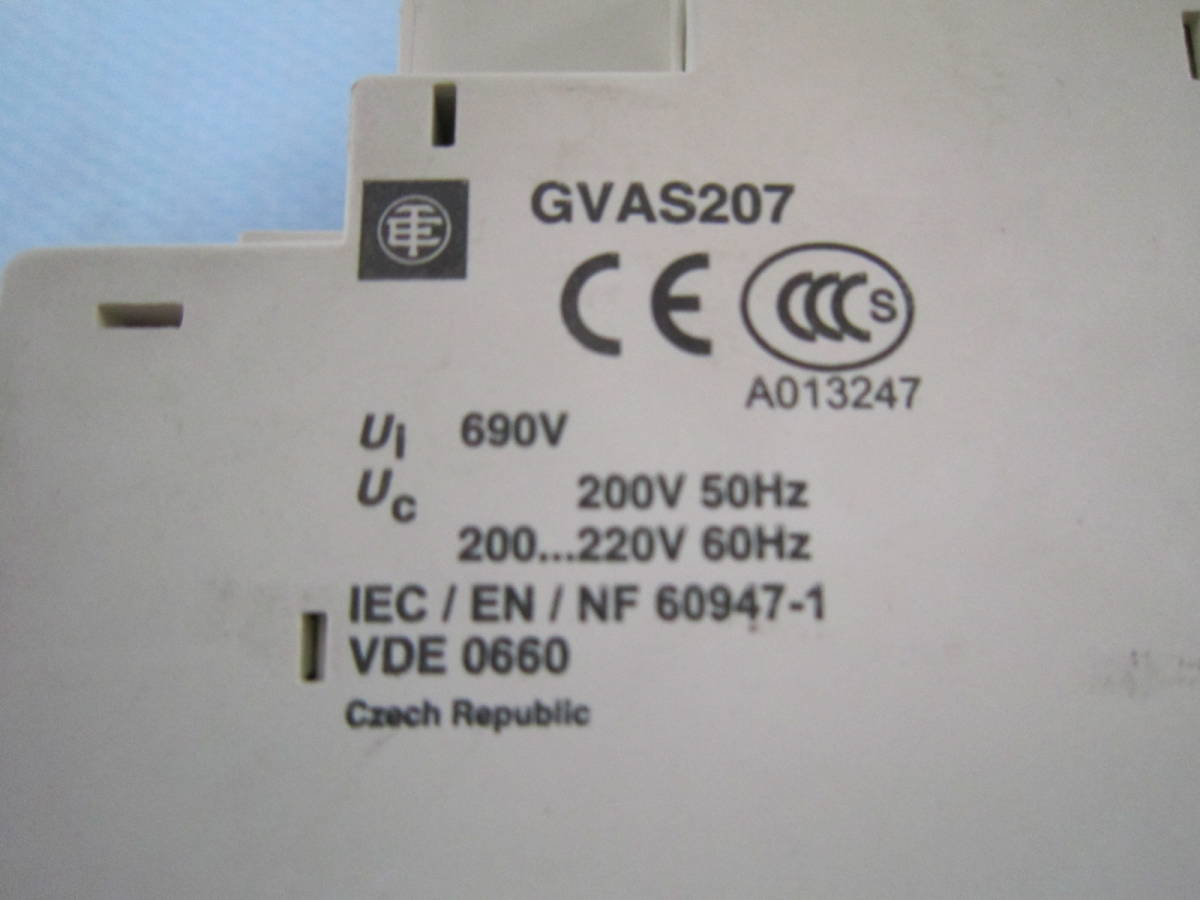 GVAS207
CE CCC S
A013247
Ui 690V
Uc 200V 50Hz
200...220V 60Hz
IEC / EN / NF 60947-1
VDE 0660
Czech Republic